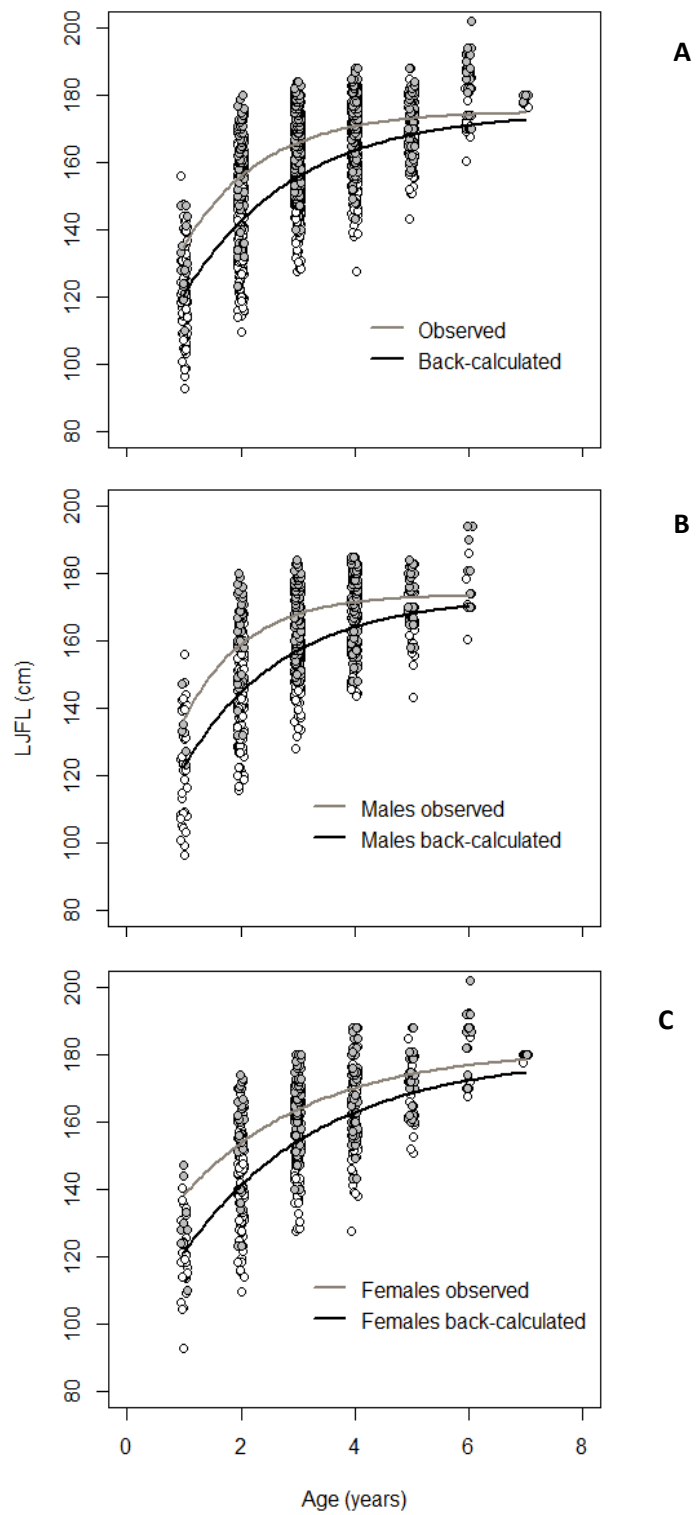 A
200
180
160
140
120
100
80
Observed
Back-calculated
B
200
180
160
140
120
100
80
LJFL (cm)
Males observed
Males back-calculated
C
200
180
160
140
120
100
80
Females observed
Females back-calculated
0 2 4 6 8
Age (years)